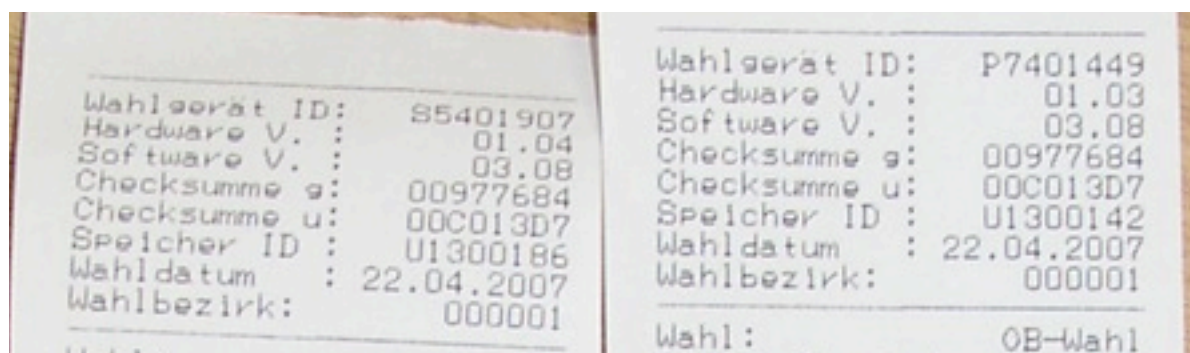 Wahlgerät ID: S5401907
Hardware V. : 01.04
Software V. : 03.08
Checksumme g: 00977684
Checksumme u: 00C013D7
Speicher ID : U1300186
Wahldatum : 22.04.2007
Wahlbezirk: 000001
Wahlgerät ID: P7401449
Hardware V. : 01.03
Software V. : 03.08
Checksumme g: 00977684
Checksumme u: 00C013D7
Speicher ID : U1300142
Wahldatum : 22.04.2007
Wahlbezirk: 000001
Wahl: OB-Wahl